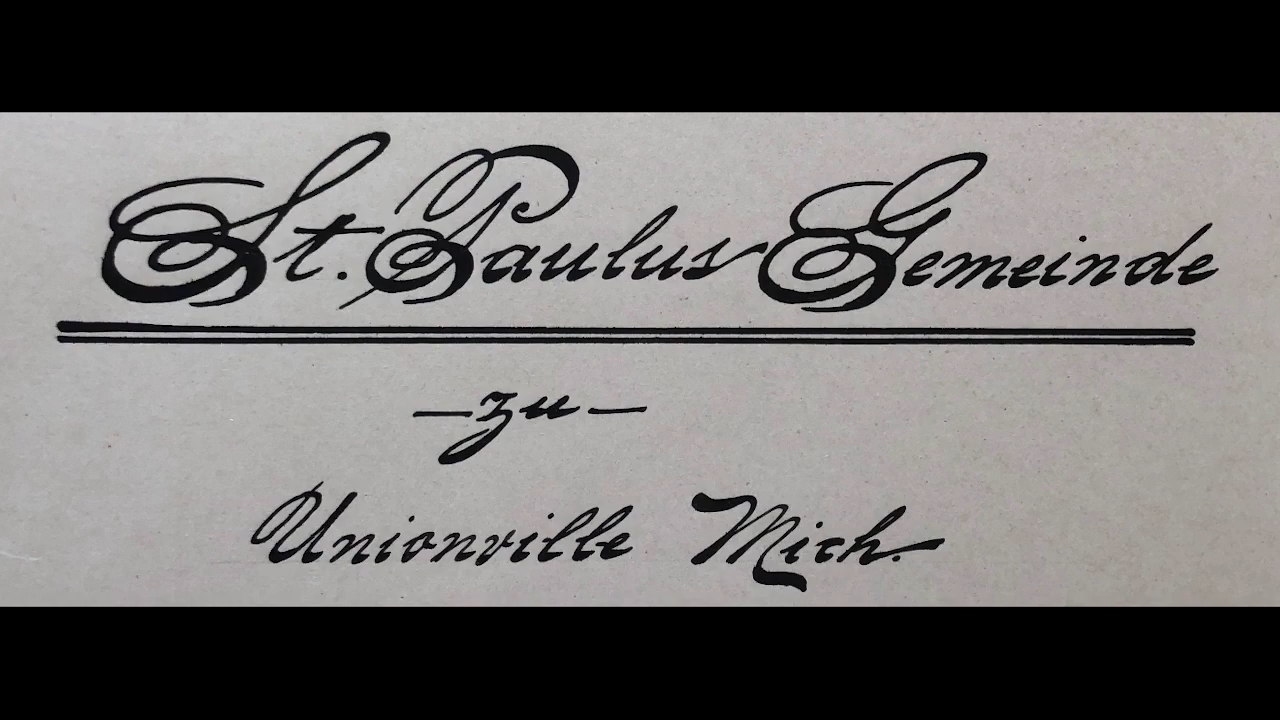 St. Paulus Gemeinde
— zu —
Unionville Mich.